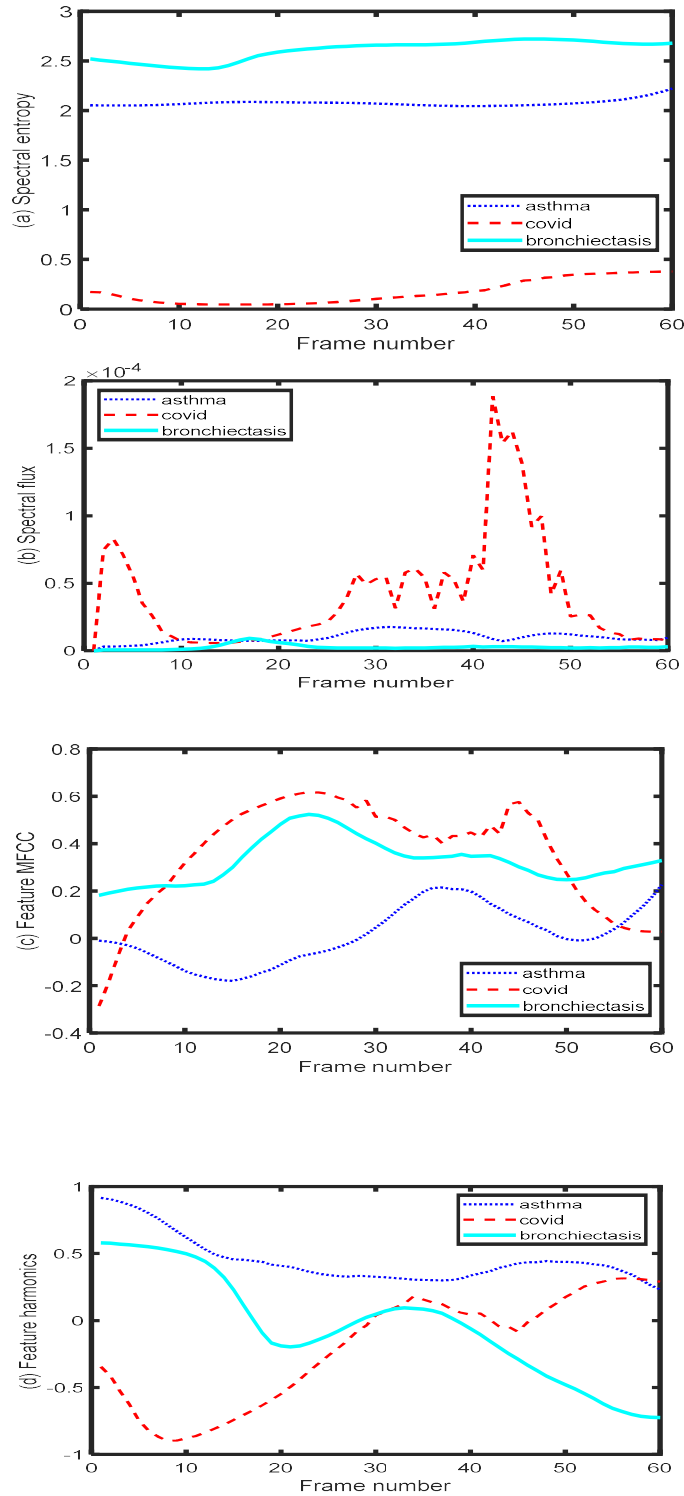 3
2.5
2
1.5
1
0.5
0
(a) Spectral entropy
asthma
covid
bronchiectasis
0 10 20 30 40 50 60
Frame number
× 10-4
2
1.5
1
0.5
0
(b) Spectral flux
asthma
covid
bronchiectasis
0 10 20 30 40 50 60
Frame number
0.8
0.6
0.4
0.2
0
-0.2
-0.4
(c) Feature MFCC
asthma
covid
bronchiectasis
0 10 20 30 40 50 60
Frame number
1
0.5
0
-0.5
-1
(d) Feature harmonics
asthma
covid
bronchiectasis
0 10 20 30 40 50 60
Frame number